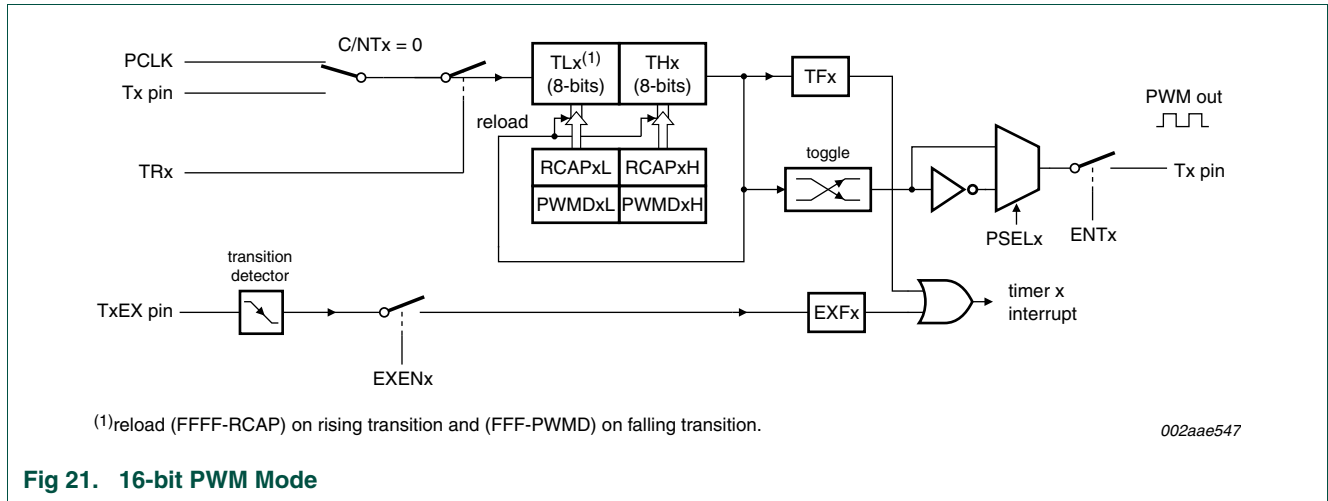 C/NTx = 0
PCLK
Tx pin
TRx
TLx(1)
(8-bits)
THx
(8-bits)
reload
RCAPxL
RCAPxH
PWMDxL
PWMDxH
TFx
toggle
PWM out
Tx pin
PSELx
ENTx
transition
detector
TxEX pin
EXENx
EXFx
timer x
interrupt
(1)reload (FFFF-RCAP) on rising transition and (FFF-PWMD) on falling transition.
002aae547
Fig 21. 16-bit PWM Mode